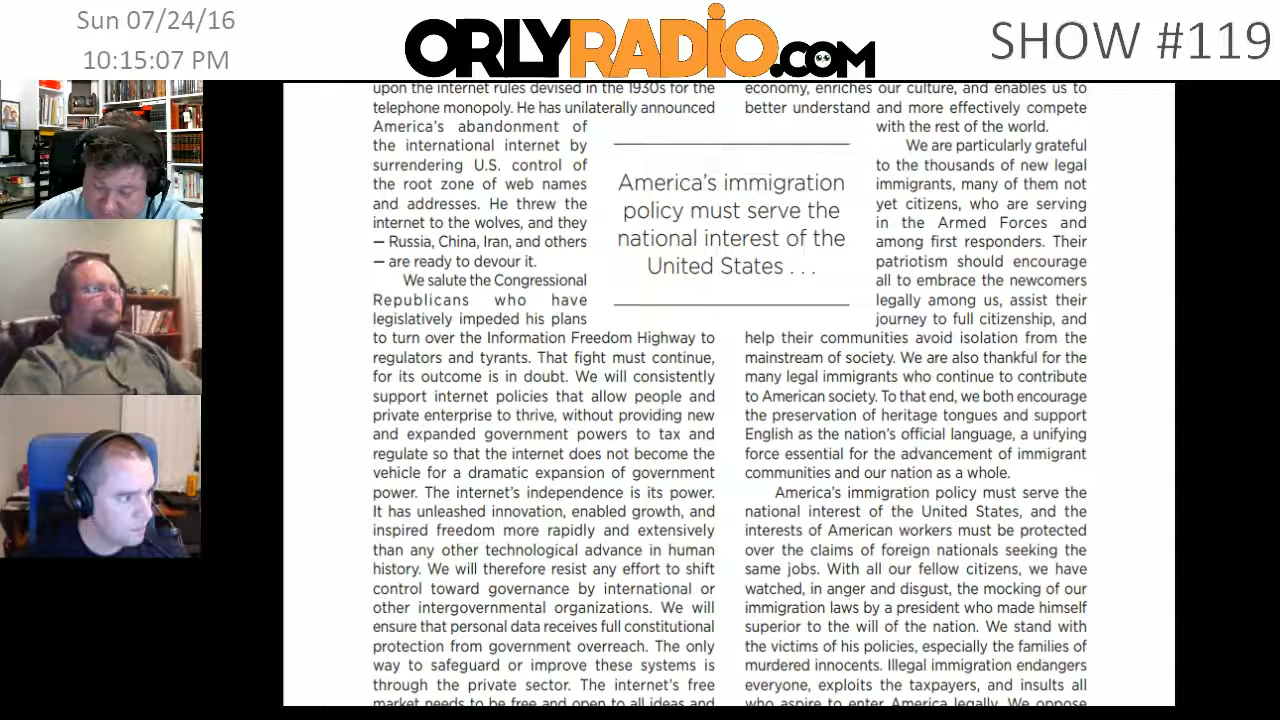 Sun 07/24/16
10:15:07 PM
ORLYRADIO.COM
SHOW #119
upon the internet rules devised in the 1930s for the
telephone monopoly. He has unilaterally announced
America's abandonment of
the international internet by
surrendering U.S. control of
the root zone of web names
and addresses. He threw the
internet to the wolves, and they
— Russia, China, Iran, and others
— are ready to devour it.
We salute the Congressional
Republicans who have
legislatively impeded his plans
to turn over the Information Freedom Highway to
regulators and tyrants. That fight must continue,
for its outcome is in doubt. We will consistently
support internet policies that allow people and
private enterprise to thrive, without providing new
and expanded government powers to tax and
regulate so that the internet does not become the
vehicle for a dramatic expansion of government
power. The internet's independence is its power.
It has unleashed innovation, enabled growth, and
inspired freedom more rapidly and extensively
than any other technological advance in human
history. We will therefore resist any effort to shift
control toward governance by international or
other intergovernmental organizations. We will
ensure that personal data receives full constitutional
protection from government overreach. The only
way to safeguard or improve these systems is
through the private sector. The internet's free
market needs to be free and open to all ideas and
America's immigration
policy must serve the
national interest of the
United States . . .
economy, enriches our culture, and enables us to
better understand and more effectively compete
with the rest of the world.
We are particularly grateful
to the thousands of new legal
immigrants, many of them not
yet citizens, who are serving
in the Armed Forces and
among first responders. Their
patriotism should encourage
all to embrace the newcomers
legally among us, assist their
journey to full citizenship, and
help their communities avoid isolation from the
mainstream of society. We are also thankful for the
many legal immigrants who continue to contribute
to American society. To that end, we both encourage
the preservation of heritage tongues and support
English as the nation's official language, a unifying
force essential for the advancement of immigrant
communities and our nation as a whole.
America's immigration policy must serve the
national interest of the United States, and the
interests of American workers must be protected
over the claims of foreign nationals seeking the
same jobs. With all our fellow citizens, we have
watched, in anger and disgust, the mocking of our
immigration laws by a president who made himself
superior to the will of the nation. We stand with
the victims of his policies, especially the families of
murdered innocents. Illegal immigration endangers
everyone, exploits the taxpayers, and insults all
who aspire to enter America legally. We oppose